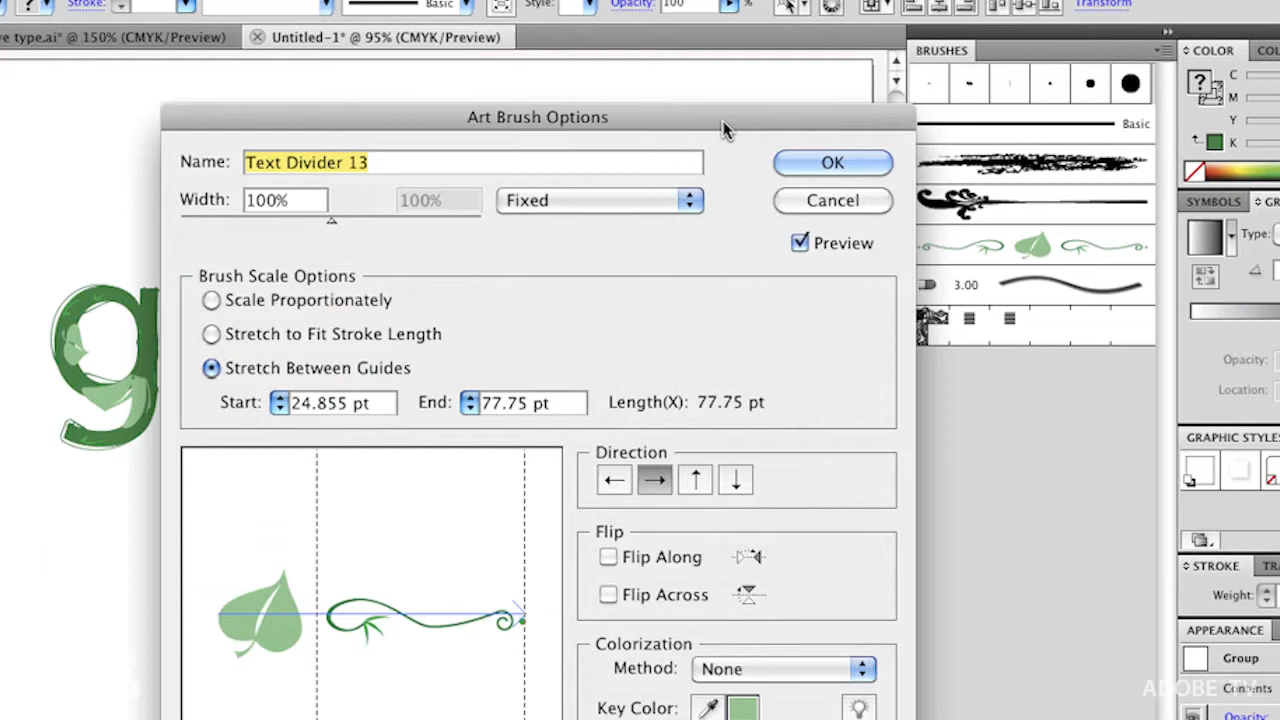 Stroke:
Basic
Style:
Opacity:
100
Transform
ve type.ai* @ 150% (CMYK/Preview)
Untitled-1* @ 95% (CMYK/Preview)
BRUSHES
COLOR
CO
C
M
Y
K
Basic
3.00
SYMBOLS
GR
Type:
Opacity:
Location:
GRAPHIC STYLES
STROKE
TRA
Weight:
APPEARANCE
Group
Contents
Opacity:
g
Art Brush Options
Name:
Text Divider 13
OK
Width:
100%
100%
Fixed
Cancel
Preview
Brush Scale Options
Scale Proportionately
Stretch to Fit Stroke Length
Stretch Between Guides
Start:
24.855 pt
End:
77.75 pt
Length(X): 77.75 pt
Direction
Flip
Flip Along
Flip Across
Colorization
Method:
None
Key Color:
ADOBE TV